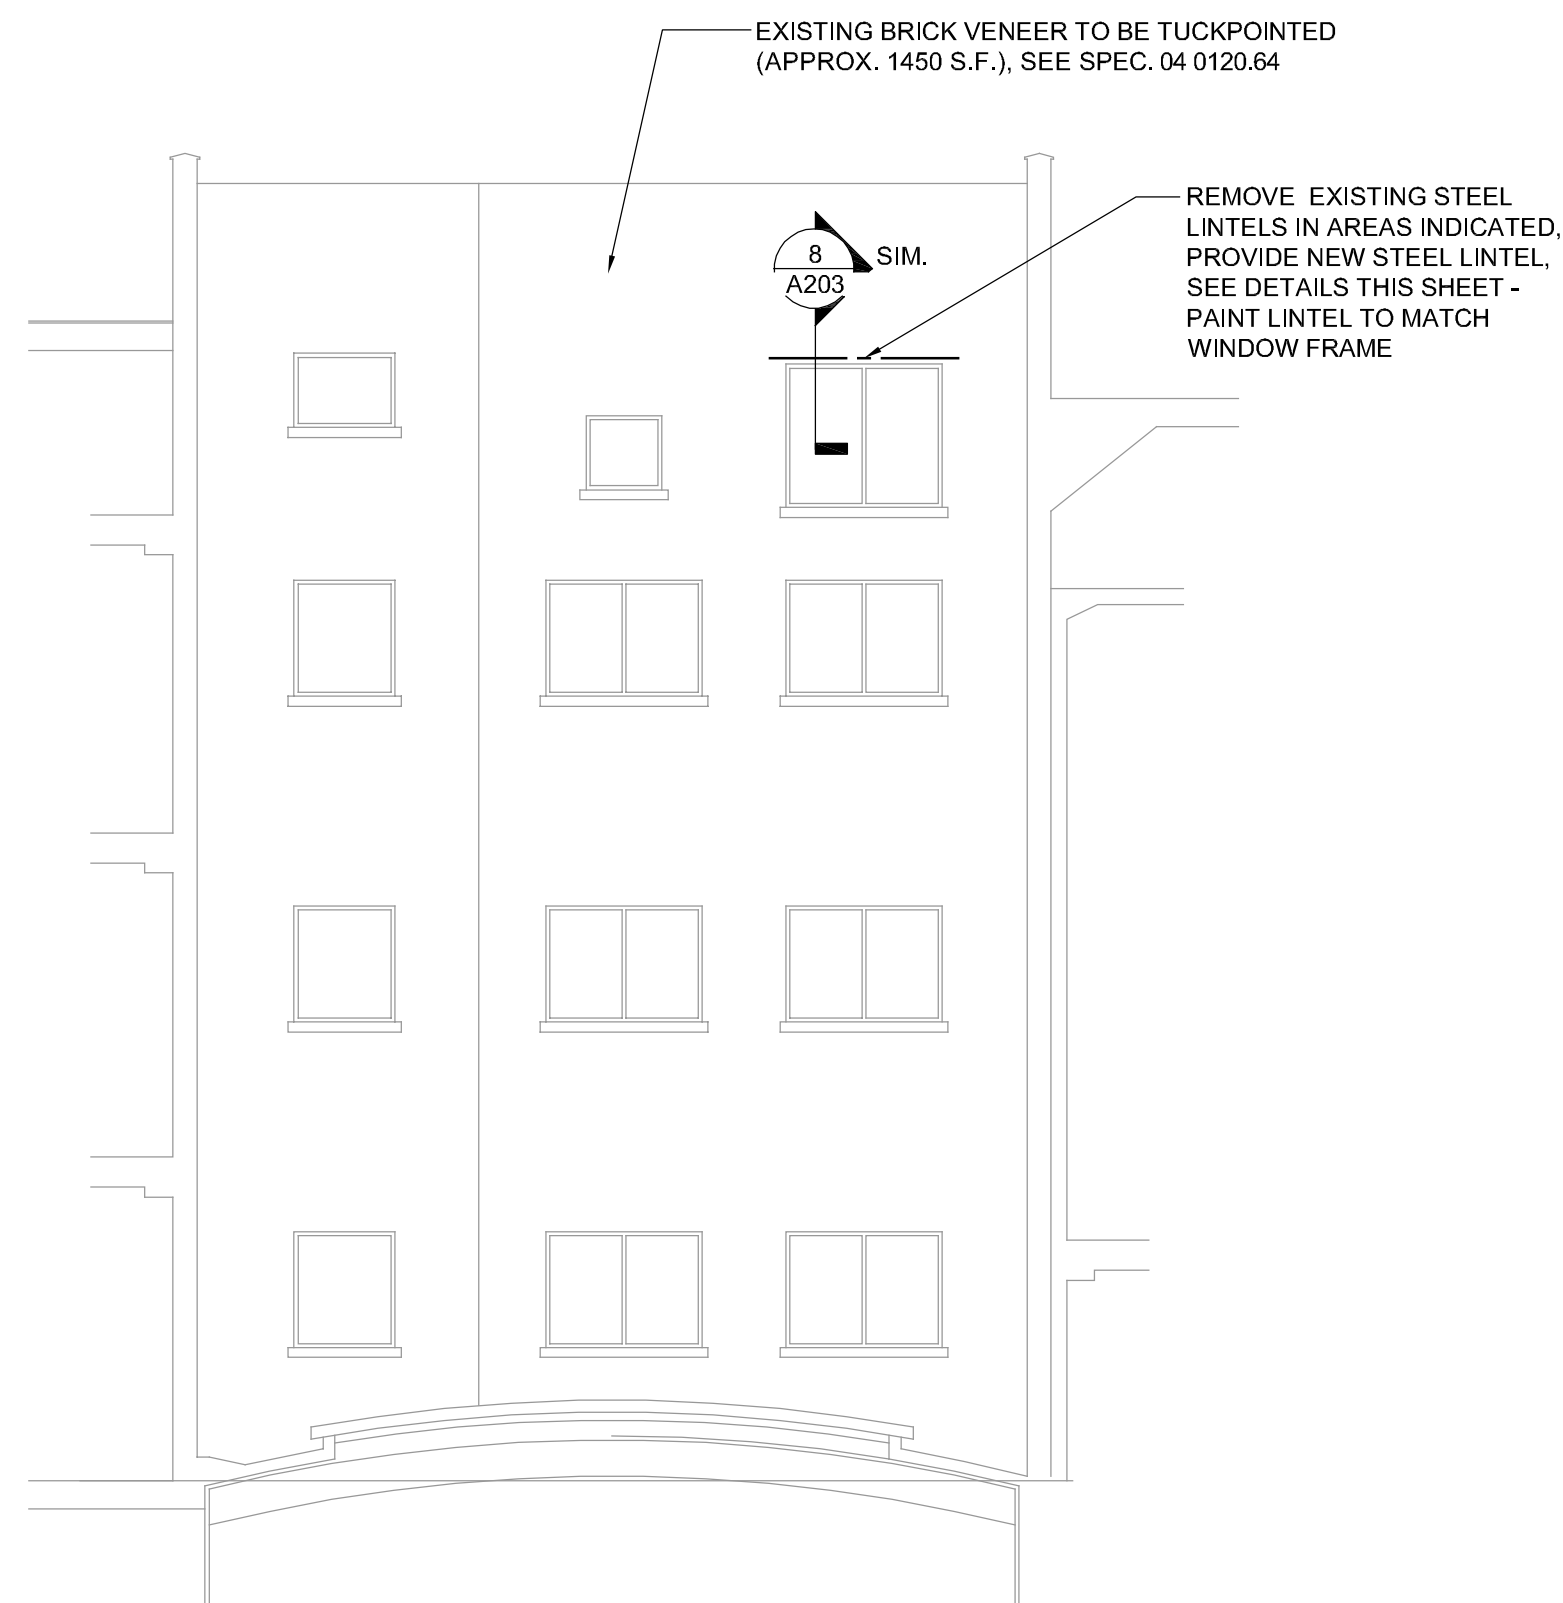 EXISTING BRICK VENEER TO BE TUCKPOINTED
(APPROX. 1450 S.F.), SEE SPEC. 04 0120.64
REMOVE EXISTING STEEL
LINTELS IN AREAS INDICATED,
PROVIDE NEW STEEL LINTEL,
SEE DETAILS THIS SHEET -
PAINT LINTEL TO MATCH
WINDOW FRAME
8
SIM.
A203